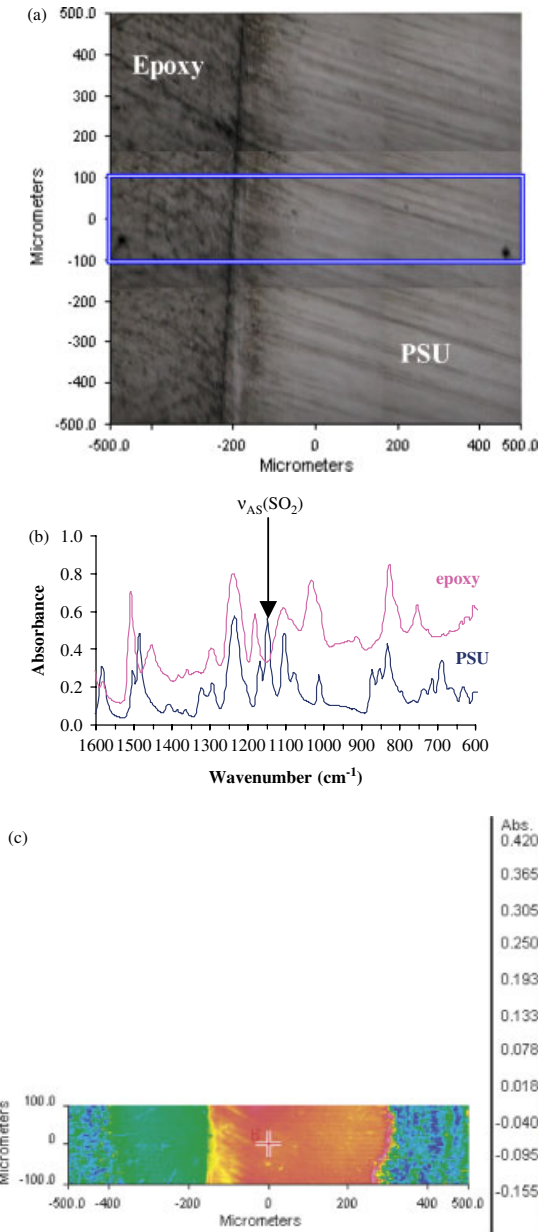 (a)
500.0
400
300
200
100
0
-100
-200
-300
-400
-500.0
Micrometers
Epoxy
PSU
-500.0 -200 0 200 400 500.0
Micrometers
ν_AS(SO₂)
(b)
1.0
0.8
0.6
0.4
0.2
0.0
Absorbance
epoxy
PSU
1600 1500 1400 1300 1200 1100 1000 900 800 700 600
Wavenumber (cm⁻¹)
(c)
Abs.
0.420
0.365
0.305
0.250
0.193
0.133
0.078
0.018
-0.040
-0.095
-0.155
100.0
0
-100.0
Micrometers
-500.0 -400 -200 0 200 400 500.0
Micrometers